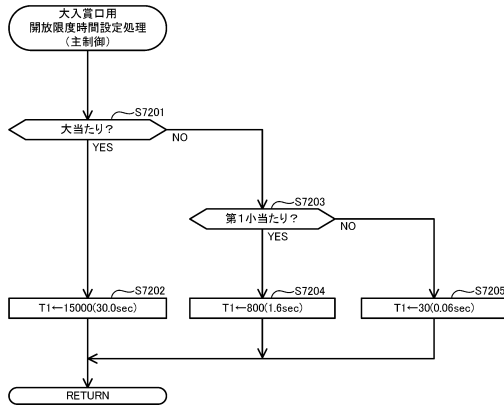 大入賞口用
開放限度時間設定処理
（主制御）
S7201
大当たり？
NO
YES
S7203
第１小当たり？
NO
YES
S7202
S7204
S7205
T1←15000(30.0sec)
T1←800(1.6sec)
T1←30(0.06sec)
RETURN